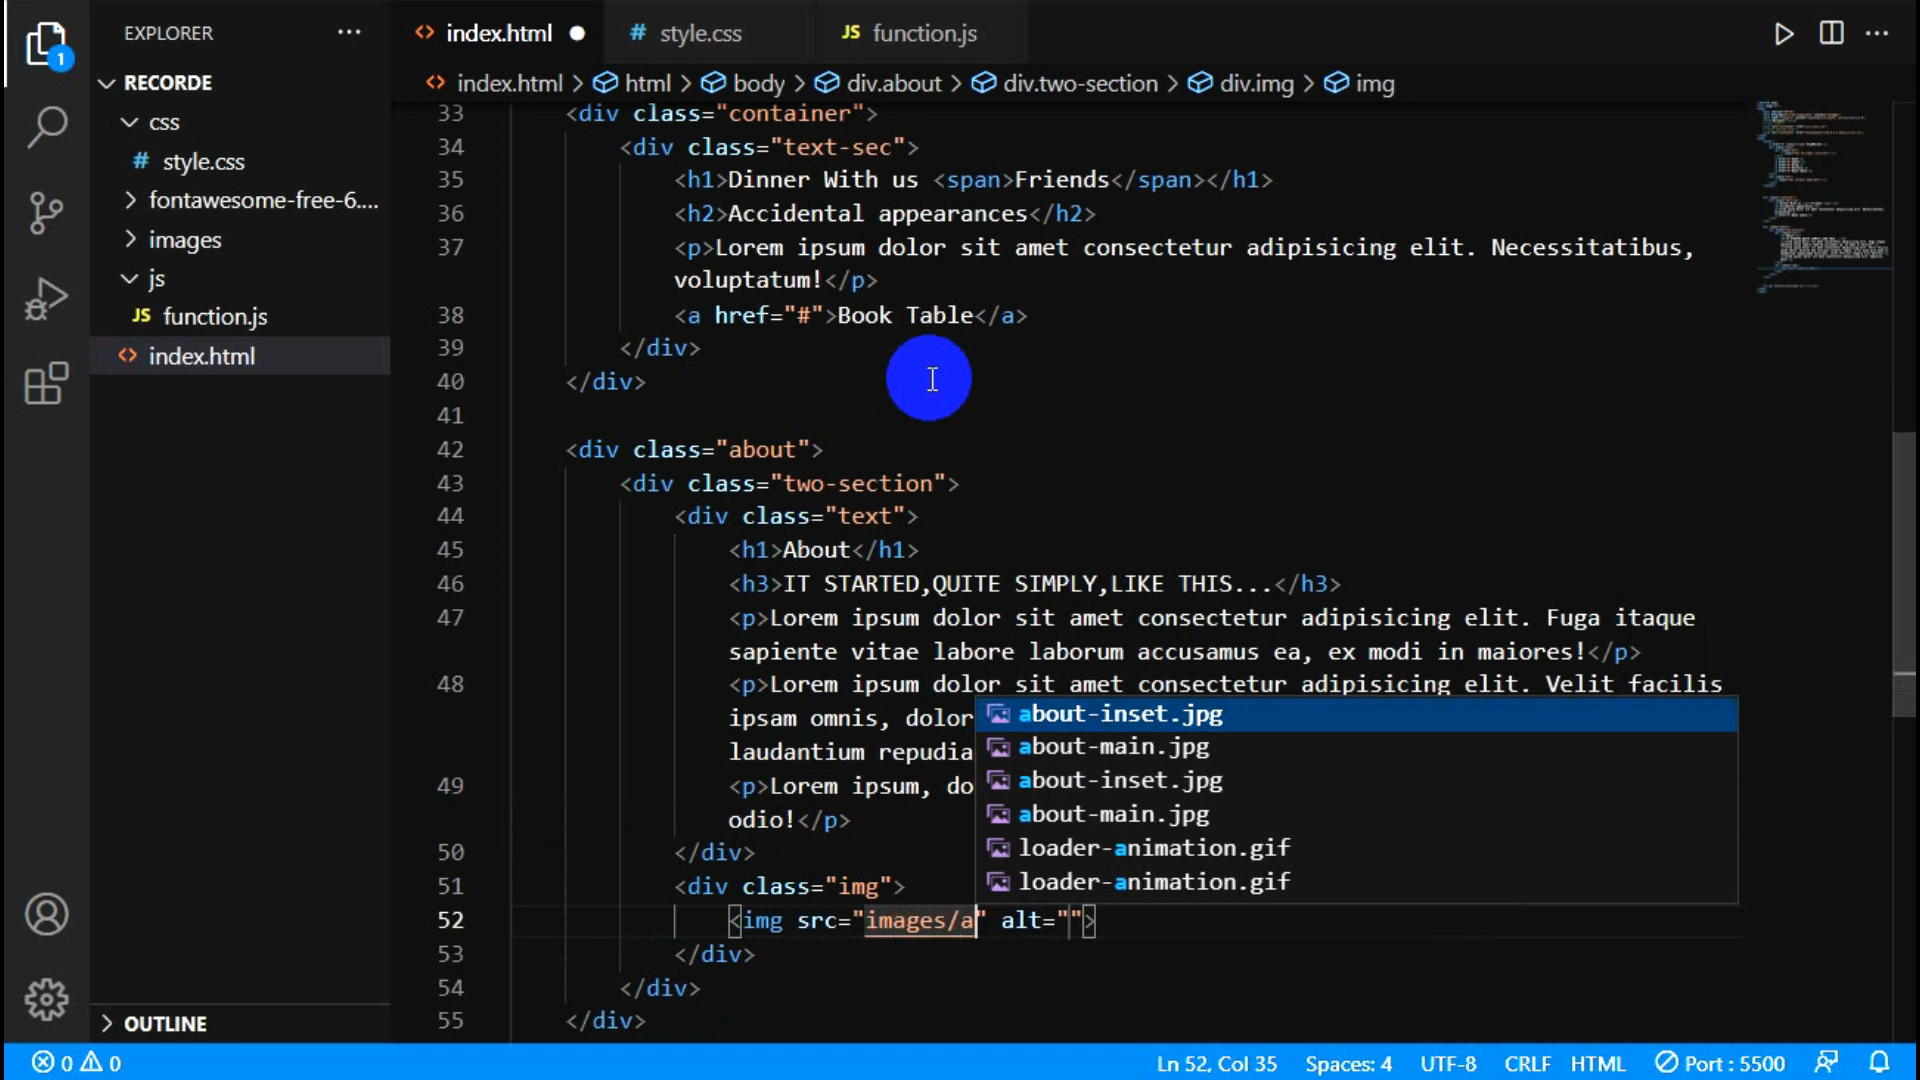 EXPLORER ...
index.html
# style.css
JS function.js
1
RECORDE
index.html > html > body > div.about > div.two-section > div.img > img
css
# style.css
fontawesome-free-6....
images
js
JS function.js
index.html
OUTLINE
33 <div class="container">
34 <div class="text-sec">
35 <h1>Dinner With us <span>Friends</span></h1>
36 <h2>Accidental appearances</h2>
37 <p>Lorem ipsum dolor sit amet consectetur adipisicing elit. Necessitatibus,
voluptatum!</p>
38 <a href="#">Book Table</a>
39 </div>
40 </div>
41
42 <div class="about">
43 <div class="two-section">
44 <div class="text">
45 <h1>About</h1>
46 <h3>IT STARTED,QUITE SIMPLY,LIKE THIS...</h3>
47 <p>Lorem ipsum dolor sit amet consectetur adipisicing elit. Fuga itaque
sapiente vitae labore laborum accusamus ea, ex modi in maiores!</p>
48 <p>Lorem ipsum dolor sit amet consectetur adipisicing elit. Velit facilis
ipsam omnis, dolor
laudantium repudia
49 <p>Lorem ipsum, do
odio!</p>
50 </div>
51 <div class="img">
52 <img src="images/a" alt="">
53 </div>
54 </div>
55 </div>
about-inset.jpg
about-main.jpg
about-inset.jpg
about-main.jpg
loader-animation.gif
loader-animation.gif
0 0
Ln 52, Col 35 Spaces: 4 UTF-8 CRLF HTML Port : 5500